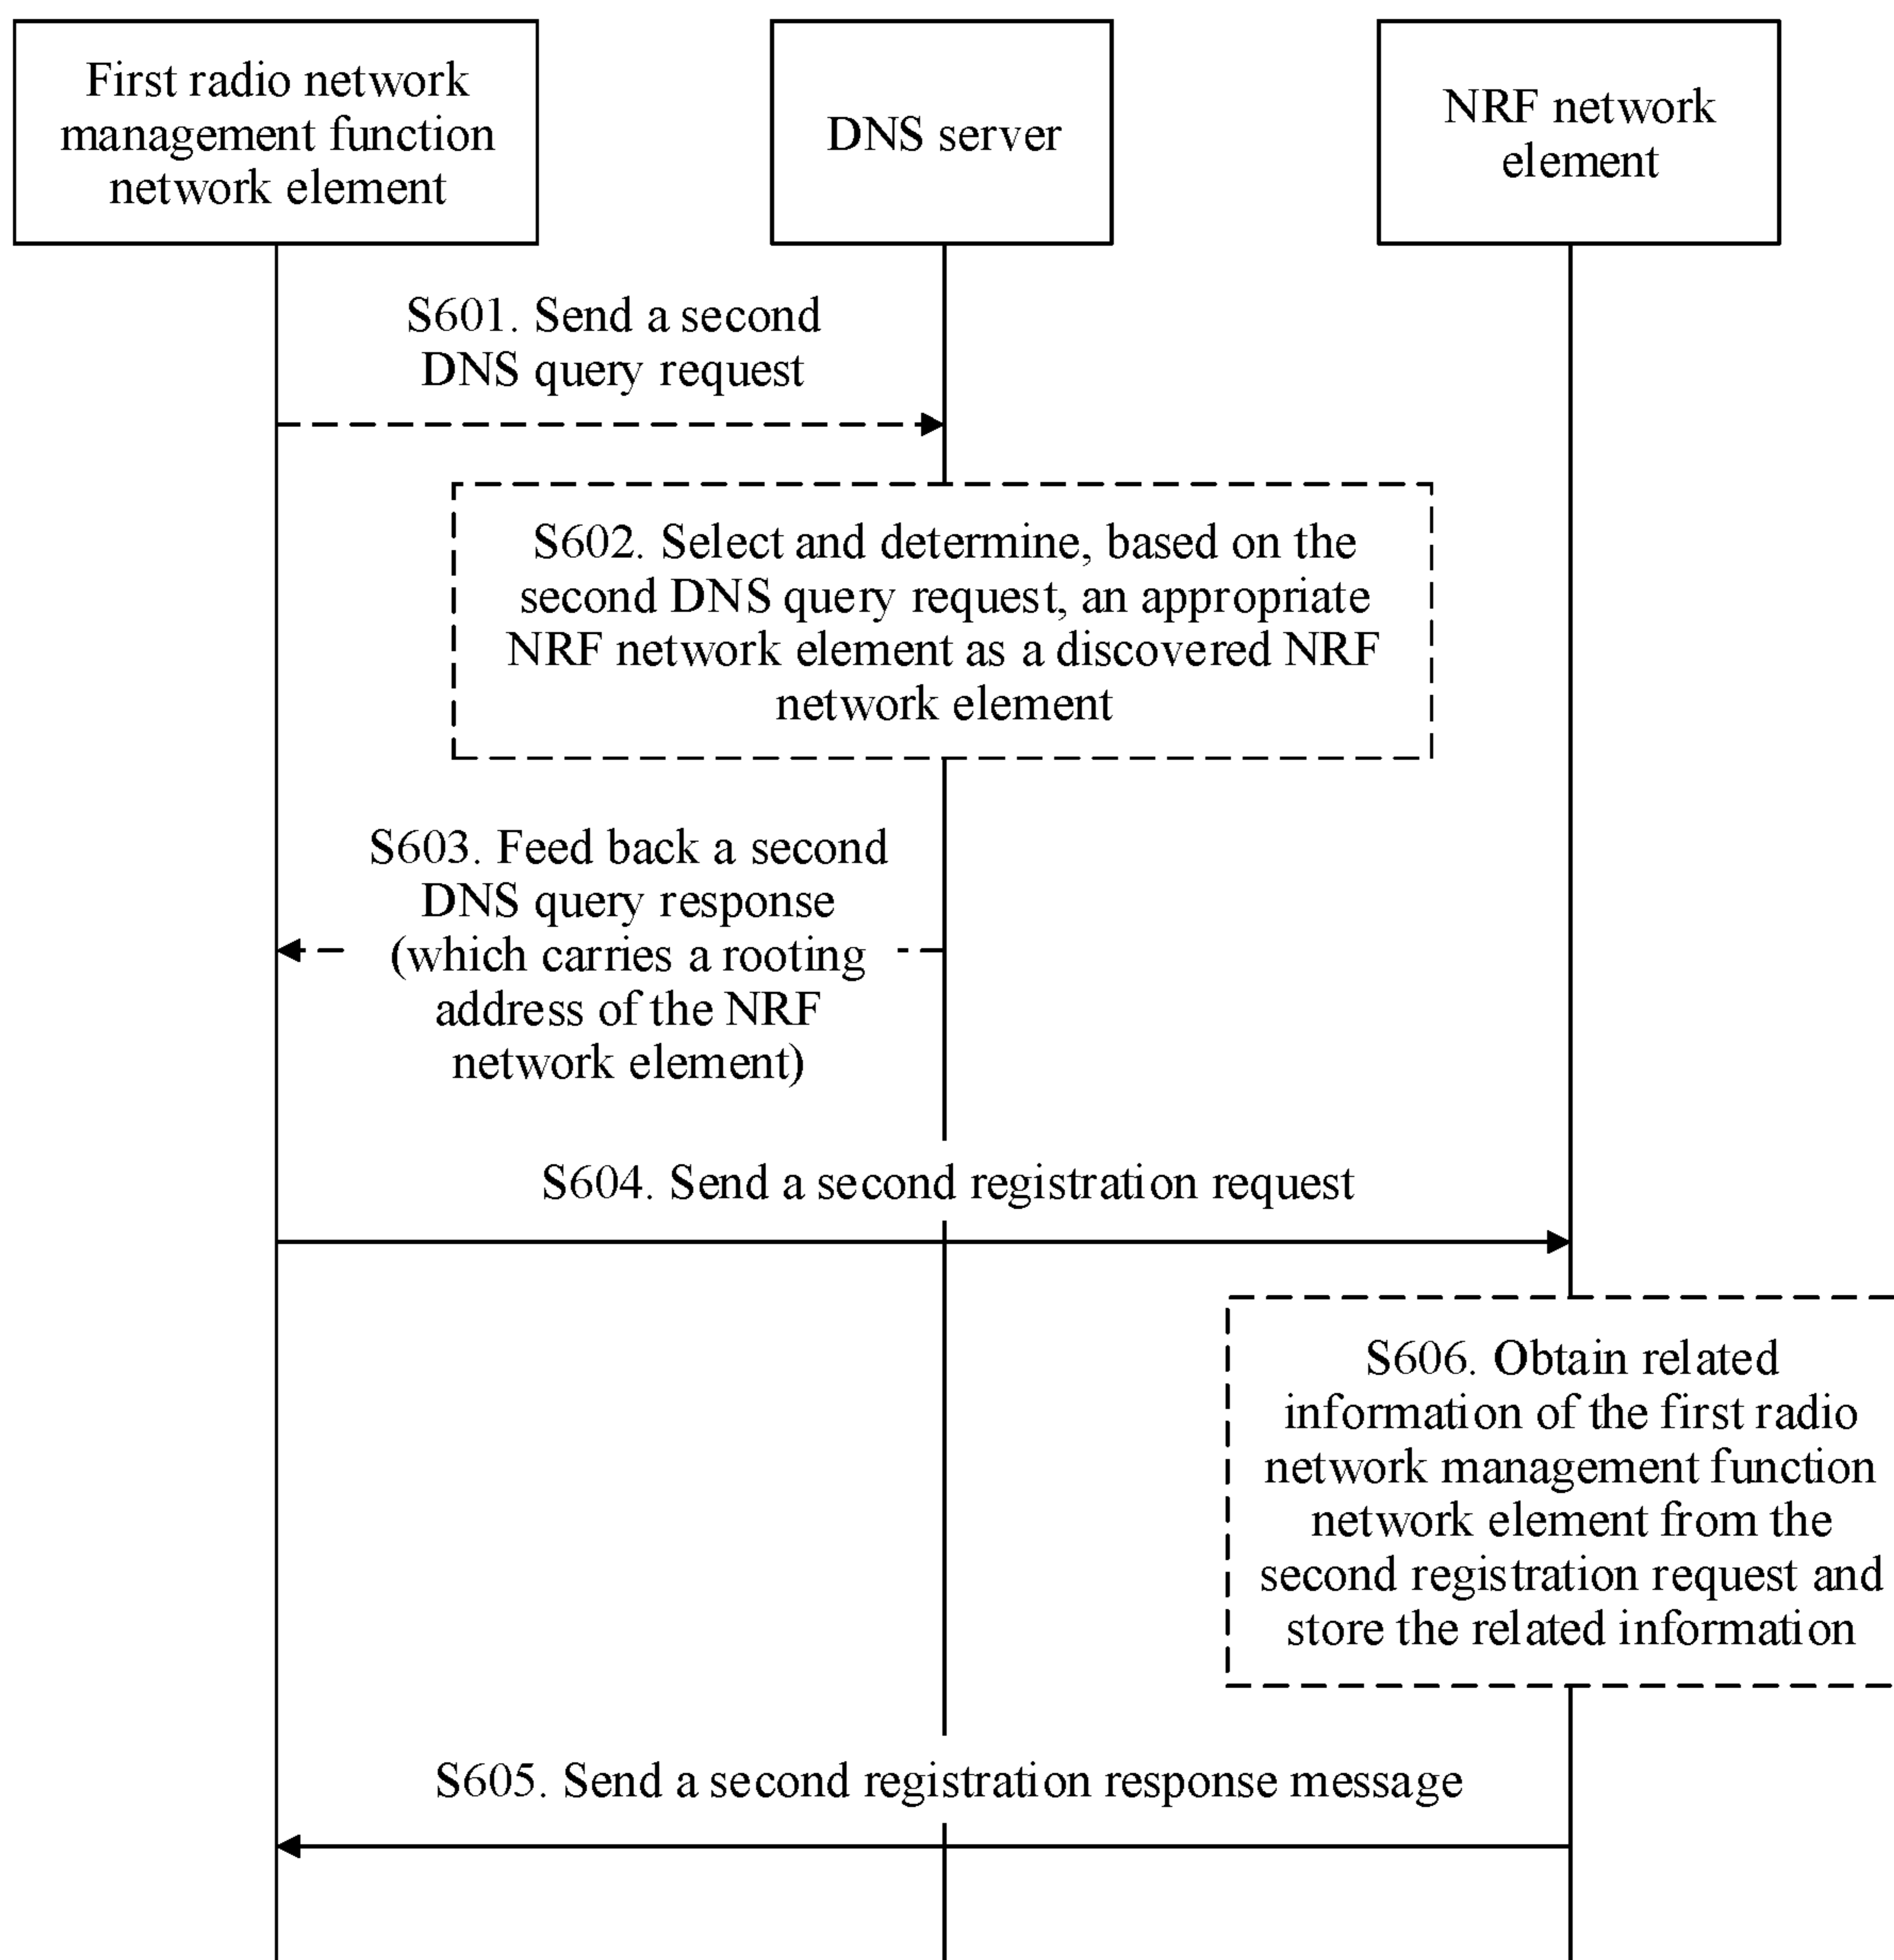 First radio network
management function
network element
DNS server
NRF network
element
S601. Send a second
DNS query request
S602. Select and determine, based on the
second DNS query request, an appropriate
NRF network element as a discovered NRF
network element
S603. Feed back a second
DNS query response
(which carries a rooting
address of the NRF
network element)
S604. Send a second registration request
S606. Obtain related
information of the first radio
network management function
network element from the
second registration request and
store the related information
S605. Send a second registration response message